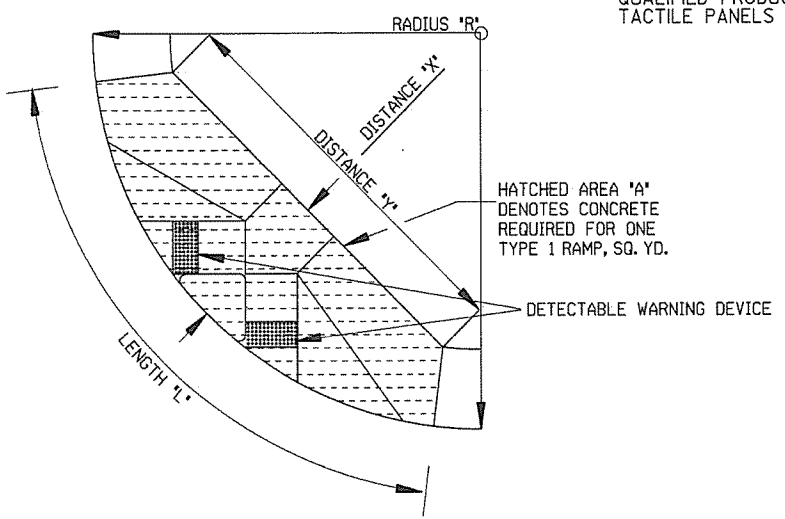 TACTILE PANELS
RADIUS "R"
DISTANCE "X"
DISTANCE "Y"
HATCHED AREA "A"
DENOTES CONCRETE
REQUIRED FOR ONE
TYPE 1 RAMP, SQ. YD.
DETECTABLE WARNING DEVICE
LENGTH "L"